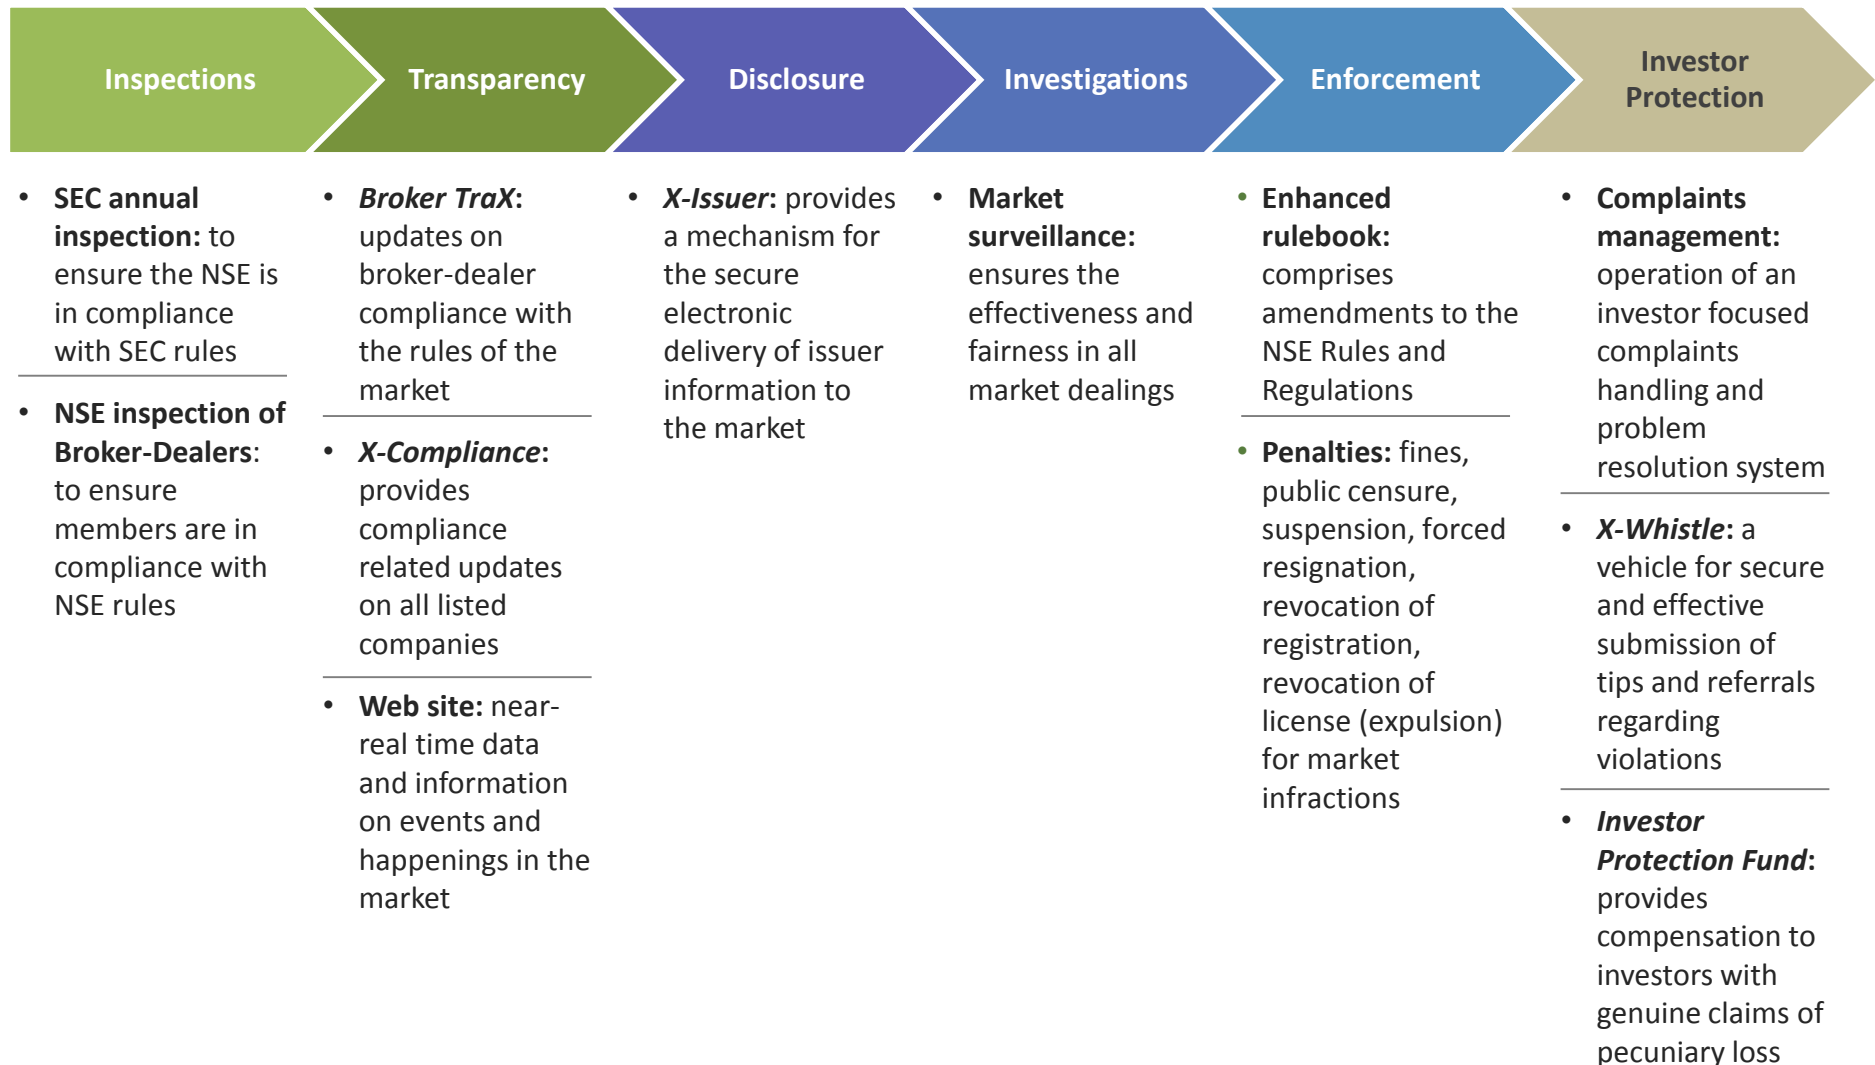 Inspections
Transparency
Disclosure
Investigations
Enforcement
Investor
Protection
• SEC annual
inspection: to
ensure the NSE is
in compliance
with SEC rules
• NSE inspection of
Broker-Dealers:
to ensure
members are in
compliance with
NSE rules
• Broker TraX:
updates on
broker-dealer
compliance with
the rules of the
market
• X-Compliance:
provides
compliance
related updates
on all listed
companies
• Web site: near-
real time data
and information
on events and
happenings in the
market
• X-Issuer: provides
a mechanism for
the secure
electronic
delivery of issuer
information to
the market
• Market
surveillance:
ensures the
effectiveness and
fairness in all
market dealings
• Enhanced
rulebook:
comprises
amendments to the
NSE Rules and
Regulations
• Penalties: fines,
public censure,
suspension, forced
resignation,
revocation of
registration,
revocation of
license (expulsion)
for market
infractions
• Complaints
management:
operation of an
investor focused
complaints
handling and
problem
resolution system
• X-Whistle: a
vehicle for secure
and effective
submission of
tips and referrals
regarding
violations
• Investor
Protection Fund:
provides
compensation to
investors with
genuine claims of
pecuniary loss